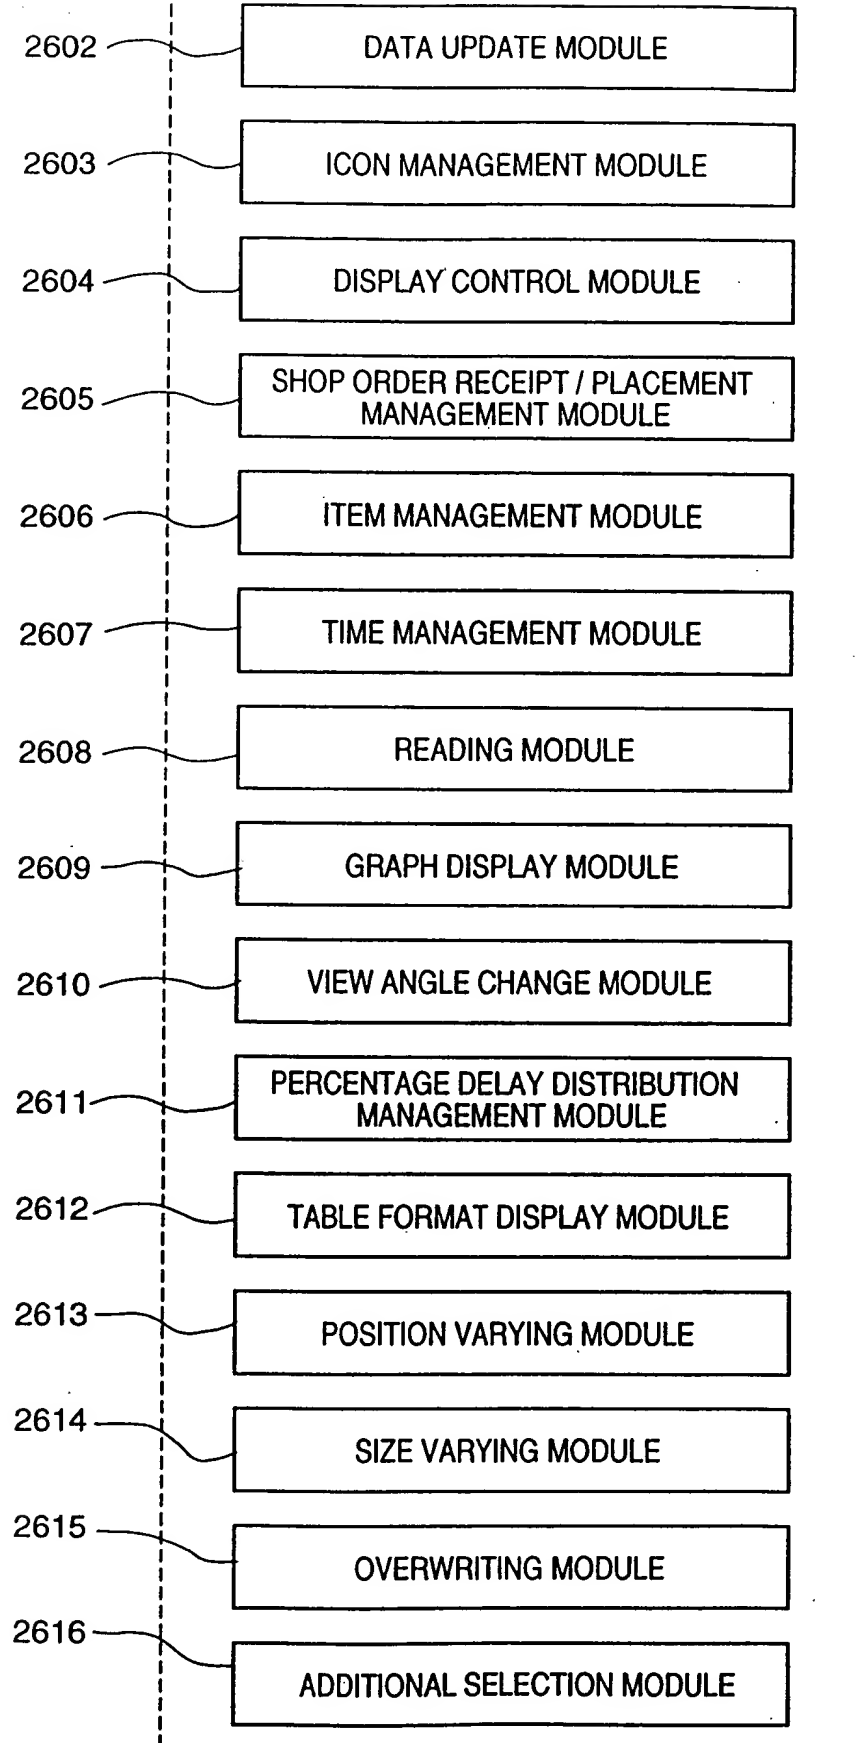 2602 DATA UPDATE MODULE
2603 ICON MANAGEMENT MODULE
2604 DISPLAY CONTROL MODULE
2605 SHOP ORDER RECEIPT / PLACEMENT
MANAGEMENT MODULE
2606 ITEM MANAGEMENT MODULE
2607 TIME MANAGEMENT MODULE
2608 READING MODULE
2609 GRAPH DISPLAY MODULE
2610 VIEW ANGLE CHANGE MODULE
2611 PERCENTAGE DELAY DISTRIBUTION
MANAGEMENT MODULE
2612 TABLE FORMAT DISPLAY MODULE
2613 POSITION VARYING MODULE
2614 SIZE VARYING MODULE
2615 OVERWRITING MODULE
2616 ADDITIONAL SELECTION MODULE